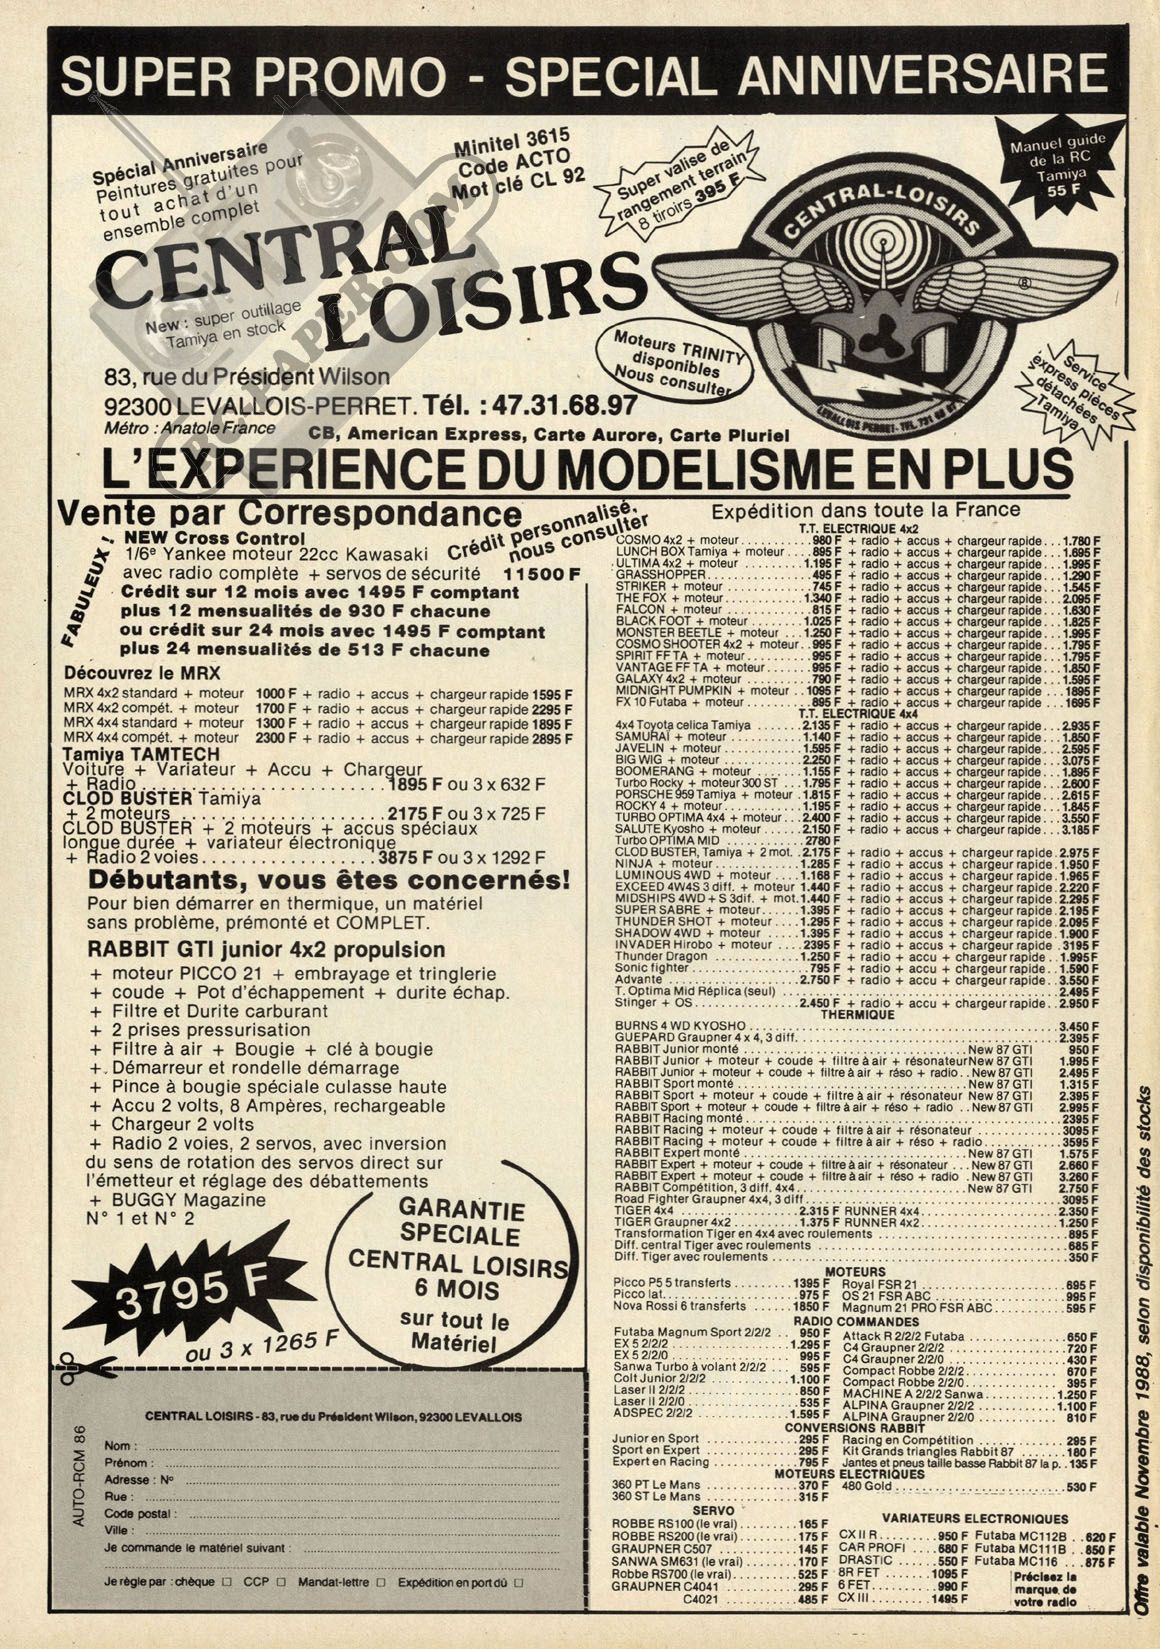 SUPER PROMO - SPECIAL ANNIVERSAIRE
Spécial Anniversaire
Peintures gratuites pour
tout achat d'un
ensemble complet
Minitel 3615
Code ACTO
Mot clé CL 92
Super valise de
rangement terrain
8 tiroirs 395 F
Manuel guide
de la RC
Tamiya
55 F
CENTRAL
LOISIRS
New : super outillage
Tamiya en stock
CENTRAL-LOISIRS
®
LEVALLOIS PERRET - TEL. 731 68 97
Moteurs TRINITY
disponibles
Nous consulter
Service
express pièces
détachées
Tamiya
83, rue du Président Wilson
92300 LEVALLOIS-PERRET. Tél. : 47.31.68.97
Métro : Anatole France
CB, American Express, Carte Aurore, Carte Pluriel
L'EXPERIENCE DU MODELISME EN PLUS
Vente par Correspondance
Crédit personnalisé,
nous consulter
FABULEUX !
NEW Cross Control
1/6e Yankee moteur 22cc Kawasaki
avec radio complète + servos de sécurité 11500 F
Crédit sur 12 mois avec 1495 F comptant
plus 12 mensualités de 930 F chacune
ou crédit sur 24 mois avec 1495 F comptant
plus 24 mensualités de 513 F chacune
Découvrez le MRX
MRX 4x2 standard + moteur 1000 F + radio + accus + chargeur rapide 1595 F
MRX 4x2 compét. + moteur 1700 F + radio + accus + chargeur rapide 2295 F
MRX 4x4 standard + moteur 1300 F + radio + accus + chargeur rapide 1895 F
MRX 4x4 compét. + moteur 2300 F + radio + accus + chargeur rapide 2895 F
Tamiya TAMTECH
Voiture + Variateur + Accu + Chargeur
+ Radio . . . . . . . . . . 1895 F ou 3 x 632 F
CLOD BUSTER Tamiya
+ 2 moteurs . . . . . . . . . . 2175 F ou 3 x 725 F
CLOD BUSTER + 2 moteurs + accus spéciaux
longue durée + variateur électronique
+ Radio 2 voies . . . . . . . . . . 3875 F ou 3 x 1292 F
Débutants, vous êtes concernés!
Pour bien démarrer en thermique, un matériel
sans problème, prémonté et COMPLET.
RABBIT GTI junior 4x2 propulsion
+ moteur PICCO 21 + embrayage et tringlerie
+ coude + Pot d'échappement + durite échap.
+ Filtre et Durite carburant
+ 2 prises pressurisation
+ Filtre à air + Bougie + clé à bougie
+ Démarreur et rondelle démarrage
+ Pince à bougie spéciale culasse haute
+ Accu 2 volts, 8 Ampères, rechargeable
+ Chargeur 2 volts
+ Radio 2 voies, 2 servos, avec inversion
du sens de rotation des servos direct sur
l'émetteur et réglage des débattements
+ BUGGY Magazine
N° 1 et N° 2
3795 F
ou 3 x 1265 F
GARANTIE
SPECIALE
CENTRAL LOISIRS
6 MOIS
sur tout le
Matériel
AUTO-RCM 86
CENTRAL LOISIRS - 83, rue du Président Wilson, 92300 LEVALLOIS
Nom :
Prénom :
Adresse : N°
Rue :
Code postal :
Ville :
Je commande le matériel suivant :
Je règle par : chèque □ CCP □ Mandat-lettre □ Expédition en port dû □
Expédition dans toute la France
T.T. ELECTRIQUE 4x2
COSMO 4x2 + moteur 980 F + radio + accus + chargeur rapide 1.780 F
LUNCH BOX Tamiya + moteur 895 F + radio + accus + chargeur rapide 1.695 F
ULTIMA 4x2 + moteur 1.195 F + radio + accus + chargeur rapide 1.995 F
GRASSHOPPER 495 F + radio + accus + chargeur rapide 1.290 F
STRIKER + moteur 745 F + radio + accus + chargeur rapide 1.545 F
THE FOX + moteur 1.340 F + radio + accus + chargeur rapide 2.095 F
FALCON + moteur 815 F + radio + accus + chargeur rapide 1.630 F
BLACK FOOT + moteur 1.025 F + radio + accus + chargeur rapide 1.825 F
MONSTER BEETLE + moteur 1.250 F + radio + accus + chargeur rapide 1.995 F
COSMO SHOOTER 4x2 + moteur 995 F + radio + accus + chargeur rapide 1.795 F
SPIRIT FF TA + moteur 995 F + radio + accus + chargeur rapide 1.795 F
VANTAGE FF TA + moteur 995 F + radio + accus + chargeur rapide 1.850 F
GALAXY 4x2 + moteur 790 F + radio + accus + chargeur rapide 1.595 F
MIDNIGHT PUMPKIN + moteur 1095 F + radio + accus + chargeur rapide 1895 F
FX 10 Futaba + moteur 895 F + radio + accus + chargeur rapide 1695 F
T.T. ELECTRIQUE 4x4
4x4 Toyota celica Tamiya 2.135 F + radio + accus + chargeur rapide 2.935 F
SAMURAÏ + moteur 1.140 F + radio + accus + chargeur rapide 1.850 F
JAVELIN + moteur 1.595 F + radio + accus + chargeur rapide 2.595 F
BIG WIG + moteur 2.250 F + radio + accus + chargeur rapide 3.075 F
BOOMERANG + moteur 1.155 F + radio + accus + chargeur rapide 1.895 F
Turbo Rocky + moteur 300 ST 1.795 F + radio + accus + chargeur rapide 2.600 F
PORSCHE 959 Tamiya + moteur 1.815 F + radio + accus + chargeur rapide 2.615 F
ROCKY 4 + moteur 1.195 F + radio + accus + chargeur rapide 1.845 F
TURBO OPTIMA 4x4 + moteur 2.400 F + radio + accus + chargeur rapide 3.550 F
SALUTE Kyosho + moteur 2.150 F + radio + accus + chargeur rapide 3.185 F
Turbo OPTIMA MID 2780 F
CLOD BUSTER, Tamiya + 2 mot. 2.175 F + radio + accus + chargeur rapide 2.975 F
NINJA + moteur 1.285 F + radio + accus + chargeur rapide 1.950 F
LUMINOUS 4WD + moteur 1.168 F + radio + accus + chargeur rapide 1.965 F
EXCEED 4W4S 3 diff. + moteur 1.440 F + radio + accus + chargeur rapide 2.220 F
MIDSHIPS 4WD + S 3dif. + mot. 1.440 F + radio + accus + chargeur rapide 2.295 F
SUPER SABRE + moteur 1.395 F + radio + accus + chargeur rapide 2.195 F
THUNDER SHOT + moteur 1295 F + radio + accus + chargeur rapide 2.095 F
SHADOW 4WD + moteur 1.395 F + radio + accus + chargeur rapide 1.900 F
INVADER Hirobo + moteur 2395 F + radio + accus + chargeur rapide 3195 F
Thunder Dragon 1.250 F + radio + accu + chargeur rapide 1.995 F
Sonic fighter 795 F + radio + accu + chargeur rapide 1.590 F
Advante 2.750 F + radio + accu + chargeur rapide 3.550 F
T. Optima Mid Réplica (seul) 2.495 F
Stinger + OS 2.450 F + radio + accu + chargeur rapide 2.950 F
THERMIQUE
BURNS 4 WD KYOSHO 3.450 F
GUEPARD Graupner 4 x 4, 3 diff. 2.395 F
RABBIT Junior monté New 87 GTI 950 F
RABBIT Junior + moteur + coude + filtre à air + résonateur New 87 GTI 1.995 F
RABBIT Junior + moteur + coude + filtre à air + réso + radio New 87 GTI 2.495 F
RABBIT Sport monté New 87 GTI 1.315 F
RABBIT Sport + moteur + coude + filtre à air + résonateur New 87 GTI 2.395 F
RABBIT Sport + moteur + coude + filtre à air + réso + radio New 87 GTI 2.995 F
RABBIT Racing monté 2395 F
RABBIT Racing + moteur + coude + filtre à air + résonateur 3095 F
RABBIT Racing + moteur + coude + filtre à air + réso + radio 3595 F
RABBIT Expert monté New 87 GTI 1.575 F
RABBIT Expert + moteur + coude + filtre à air + résonateur New 87 GTI 2.660 F
RABBIT Expert + moteur + coude + filtre à air + réso + radio New 87 GTI 3.260 F
RABBIT Compétition, 3 diff. 4x4 New 87 GTI 2.750 F
Road Fighter Graupner 4x4, 3 diff. 3095 F
TIGER 4x4 2.315 F RUNNER 4x4 2.350 F
TIGER Graupner 4x2 1.375 F RUNNER 4x2 1.250 F
Transformation Tiger en 4x4 avec roulements 895 F
Diff. central Tiger avec roulements 685 F
Diff. Tiger avec roulements 350 F
MOTEURS
Picco P5 5 transferts 1395 F Royal FSR 21 695 F
Picco lat. 975 F OS 21 FSR ABC 995 F
Nova Rossi 6 transferts 1850 F Magnum 21 PRO FSR ABC 595 F
RADIO COMMANDES
Futaba Magnum Sport 2/2/2 950 F Attack R 2/2/2 Futaba 650 F
EX 5 2/2/2 1.295 F C4 Graupner 2/2/2 720 F
EX 5 2/2/0 995 F C4 Graupner 2/2/0 430 F
Sanwa Turbo à volant 2/2/2 595 F Compact Robbe 2/2/2 670 F
Colt Junior 2/2/2 1.100 F Compact Robbe 2/2/0 395 F
Laser II 2/2/2 850 F MACHINE A 2/2/2 Sanwa 1.250 F
Laser II 2/2/2 535 F ALPINA Graupner 2/2/2 1.100 F
ADSPEC 2/2/2 1.595 F ALPINA Graupner 2/2/0 810 F
CONVERSIONS RABBIT
Junior en Sport 295 F Racing en Compétition 295 F
Sport en Expert 295 F Kit Grands triangles Rabbit 87 180 F
Expert en Racing 795 F Jantes et pneus taille basse Rabbit 87 la p. 135 F
MOTEURS ELECTRIQUES
360 PT Le Mans 370 F 480 Gold 530 F
360 ST Le Mans 315 F
SERVO
ROBBE RS100 (le vrai) 165 F
ROBBE RS200 (le vrai) 175 F
GRAUPNER C507 145 F
SANWA SM631 (le vrai) 170 F
Robbe RS700 (le vrai) 525 F
GRAUPNER C4041 295 F
C4021 485 F
VARIATEURS ELECTRONIQUES
CX II R 950 F Futaba MC112B 620 F
CAR PROFI 680 F Futaba MC111B 850 F
DRASTIC 550 F Futaba MC116 875 F
8R FET 1095 F
6 FET 990 F
CX III 1495 F
Précisez la
marque de
votre radio
Offre valable Novembre 1988, selon disponibilité des stocks